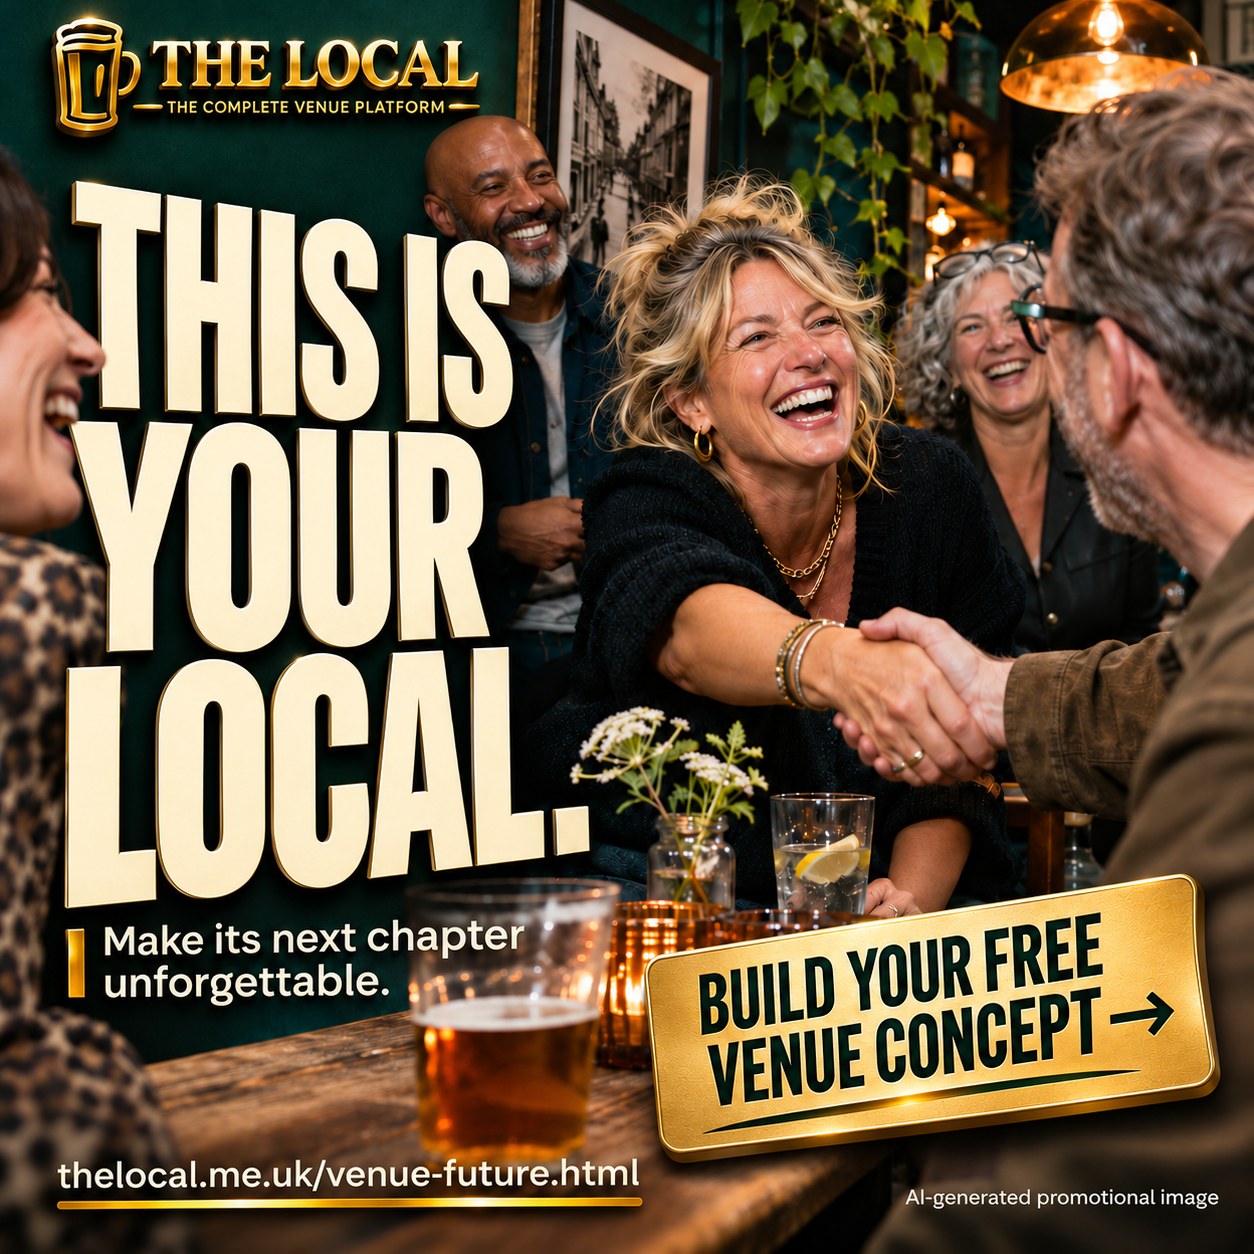 THE LOCAL
THE COMPLETE VENUE PLATFORM
THIS IS
YOUR
LOCAL.
Make its next chapter
unforgettable.
BUILD YOUR FREE
VENUE CONCEPT→
thelocal.me.uk/venue-future.html
AI-generated promotional image